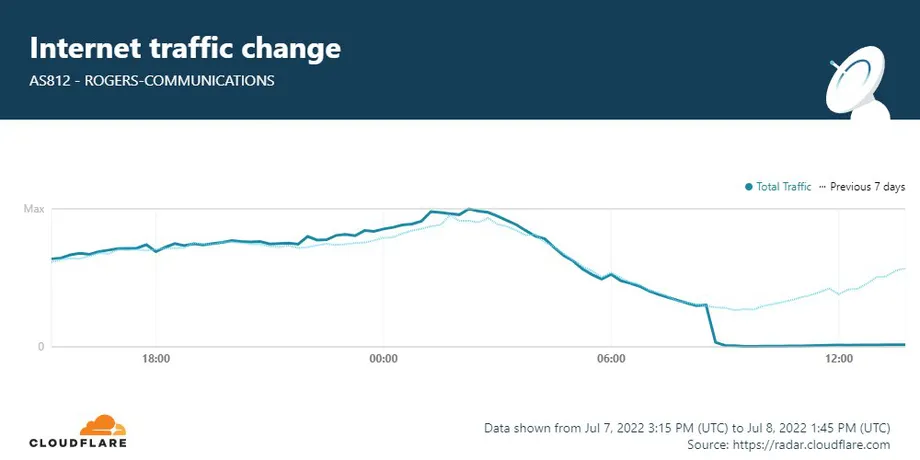 Internet traffic change
AS812 - ROGERS-COMMUNICATIONS
Total Traffic
Previous 7 days
Max
0
18:00
00:00
06:00
12:00
CLOUDFLARE
Data shown from Jul 7, 2022 3:15 PM (UTC) to Jul 8, 2022 1:45 PM (UTC)
Source: https://radar.cloudflare.com